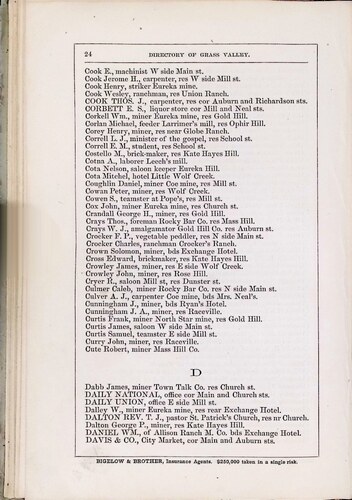 24 DIRECTORY OF GRASS VALLEY.
Cook E., machinist W side Main st.
Cook Jerome H., carpenter, res W side Mill st.
Cook Henry, striker Eureka mine.
Cook Wesley, ranchman, res Union Ranch.
COOK THOS. J., carpenter, res cor Auburn and Richardson sts.
CORBETT E. S., liquor store cor Mill and Neal sts.
Corkell Wm., miner Eureka mine, res Gold Hill.
Corlan Michael, feeder Larrimer's mill, res Ophir Hill.
Corey Henry, miner, res near Globe Ranch.
Correll L. J., minister of the gospel, res School st.
Correll E. M., student, res School st.
Costello M., brick-maker, res Kate Hayes Hill.
Cotna A., laborer Leech's mill.
Cota Nelson, saloon keeper Eureka Hill.
Cota Mitchel, hotel Little Wolf Creek.
Coughlin Daniel, miner Coe mine, res Mill st.
Cowan Peter, miner, res Wolf Creek.
Cowen S., teamster at Pope's mill, res Mill st.
Cox John, miner Eureka mine, res Church st.
Crandall George H., miner, res Gold Hill.
Crays Thos., foreman Rocky Bar Co. res Mass Hill.
Crays W. J., amalgamator Gold Hill Co. res Auburn st.
Crocker F. P., vegetable peddler, res N side Main st.
Crocker Charles, ranchman Crocker's Ranch.
Crown Solomon, miner, bds Exchange Hotel.
Cross Edward, brickmaker, res Kate Hayes Hill.
Crowley James, miner, res E side Wolf Creek.
Crowley John, miner, res Rose Hill.
Cryer R., saloon Mill st, res Dunster st.
Culmer Caleb, miner Rocky Bar Co. res N side Main st.
Culver A. J., carpenter Coe mine, bds Mrs. Neal's.
Cunningham J., miner, bds Ryan's Hotel.
Cunningham J. A., miner, res Raceville.
Curtis Frank, miner North Star mine, res Gold Hill.
Curtis James, saloon W side Main st.
Curtis Samuel, teamster E side Mill st.
Curry John, miner, res Raceville.
Cute Robert, miner Mass Hill Co.
D
Dabb James, miner Town Talk Co. res Church st.
DAILY NATIONAL, office cor Main and Church sts.
DAILY UNION, office E side Mill st.
Dalley W., miner Eureka mine, res rear Exchange Hotel.
DALTON REV. T. J., pastor St. Patrick's Church, res nr Church.
Dalton George P., miner, res Kate Hayes Hill.
DANIEL WM., of Allison Ranch M. Co. bds Exchange Hotel.
DAVIS & CO., City Market, cor Main and Auburn sts.
BIGELOW & BROTHER, Insurance Agents. $250,000 taken in a single risk.